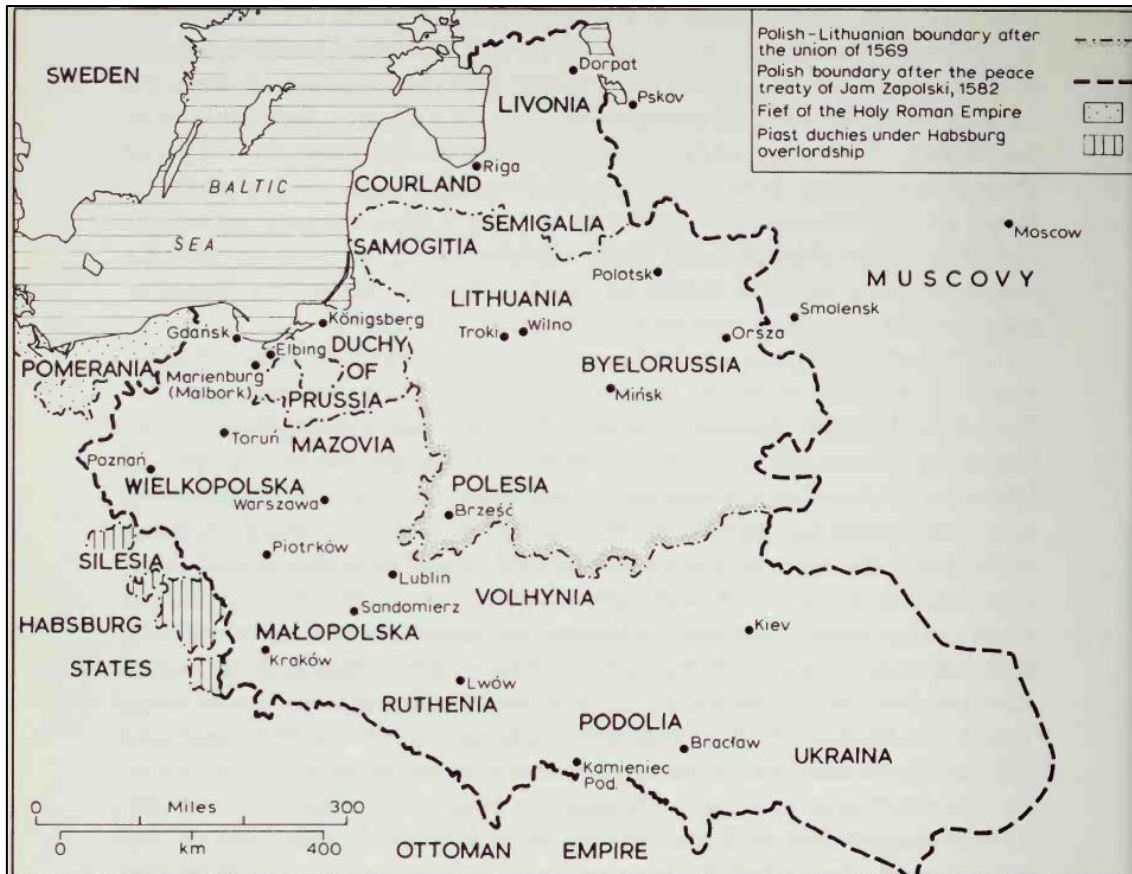 Polish-Lithuanian boundary after
the union of 1569
Polish boundary after the peace
treaty of Jam Zapolski, 1582
Fief of the Holy Roman Empire
Piast duchies under Habsburg
overlordship
SWEDEN
Dorpat
LIVONIA
Pskov
Riga
BALTIC
COURLAND
SEA
SEMIGALIA
SAMOGITIA
Moscow
Polotsk
MUSCOVY
LITHUANIA
Smolensk
Königsberg
Troki
Wilno
Orsza
Gdańsk
Elbing
DUCHY
OF
PRUSSIA
BYELORUSSIA
POMERANIA
Marienburg
(Malbork)
Mińsk
Toruń
MAZOVIA
Poznań
WIELKOPOLSKA
Warszawa
POLESIA
Brześć
Piotrków
SILESIA
Lublin
VOLHYNIA
Sandomierz
HABSBURG
STATES
MAŁOPOLSKA
Kraków
Kiev
Lwów
RUTHENIA
PODOLIA
Bracław
UKRAINA
Kamieniec
Pod.
0 Miles 300
0 km 400
OTTOMAN EMPIRE